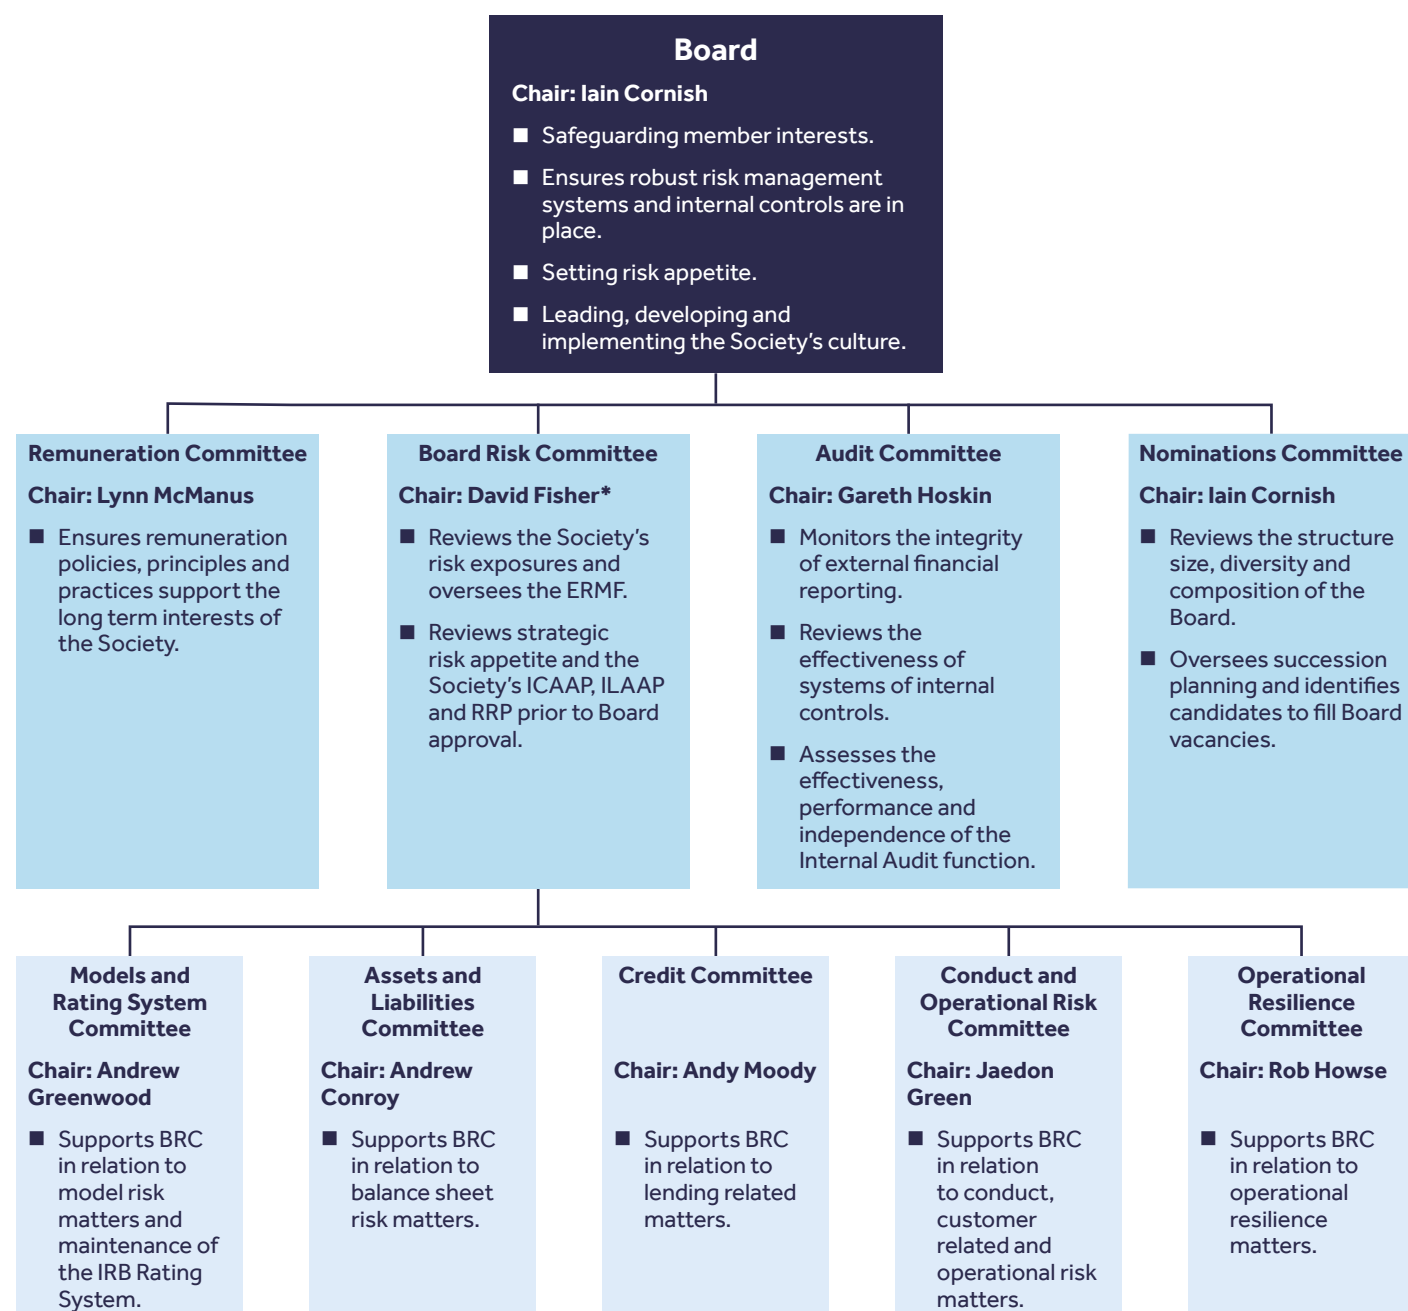 Board
Chair: Iain Cornish
■ Safeguarding member interests.
■ Ensures robust risk management
systems and internal controls are in
place.
■ Setting risk appetite.
■ Leading, developing and
implementing the Society’s culture.
Remuneration Committee
Chair: Lynn McManus
■ Ensures remuneration
policies, principles and
practices support the
long term interests of
the Society.
Board Risk Committee
Chair: David Fisher*
■ Reviews the Society’s
risk exposures and
oversees the ERMF.
■ Reviews strategic
risk appetite and the
Society’s ICAAP, ILAAP
and RRP prior to Board
approval.
Audit Committee
Chair: Gareth Hoskin
■ Monitors the integrity
of external financial
reporting.
■ Reviews the
effectiveness of
systems of internal
controls.
■ Assesses the
effectiveness,
performance and
independence of the
Internal Audit function.
Nominations Committee
Chair: Iain Cornish
■ Reviews the structure
size, diversity and
composition of the
Board.
■ Oversees succession
planning and identifies
candidates to fill Board
vacancies.
Models and
Rating System
Committee
Chair: Andrew
Greenwood
■ Supports BRC
in relation to
model risk
matters and
maintenance of
the IRB Rating
System.
Assets and
Liabilities
Committee
Chair: Andrew
Conroy
■ Supports BRC
in relation to
balance sheet
risk matters.
Credit Committee
Chair: Andy Moody
■ Supports BRC
in relation to
lending related
matters.
Conduct and
Operational Risk
Committee
Chair: Jaedon
Green
■ Supports BRC
in relation
to conduct,
customer
related and
operational risk
matters.
Operational
Resilience
Committee
Chair: Rob Howse
■ Supports BRC
in relation to
operational
resilience
matters.